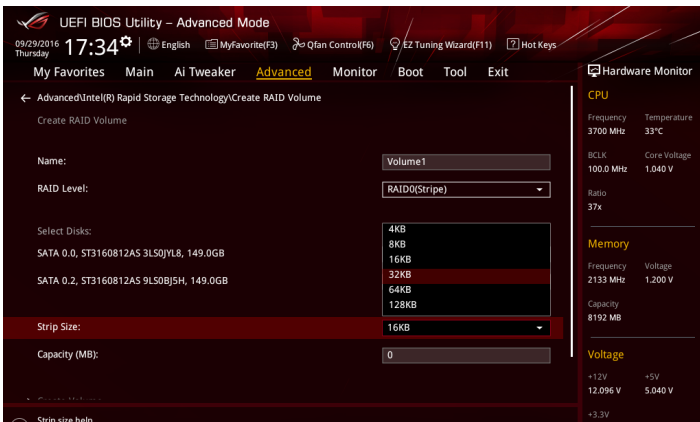 UEFI BIOS Utility – Advanced Mode
09/29/2016 Thursday 17:34 English MyFavorite(F3) Qfan Control(F6) EZ Tuning Wizard(F11) ? Hot Keys
My Favorites Main Ai Tweaker Advanced Monitor Boot Tool Exit
← Advanced\Intel(R) Rapid Storage Technology\Create RAID Volume
Create RAID Volume
Name: Volume1
RAID Level: RAID0(Stripe)
Select Disks:
SATA 0.0, ST3160812AS 3LS0JYL8, 149.0GB
SATA 0.2, ST3160812AS 9LS0BJ5H, 149.0GB
4KB
8KB
16KB
32KB
64KB
128KB
Strip Size: 16KB
Capacity (MB): 0
Create Volume
Strip size help
Hardware Monitor
CPU
Frequency Temperature
3700 MHz 33°C
BCLK Core Voltage
100.0 MHz 1.040 V
Ratio
37x
Memory
Frequency Voltage
2133 MHz 1.200 V
Capacity
8192 MB
Voltage
+12V +5V
12.096 V 5.040 V
+3.3V